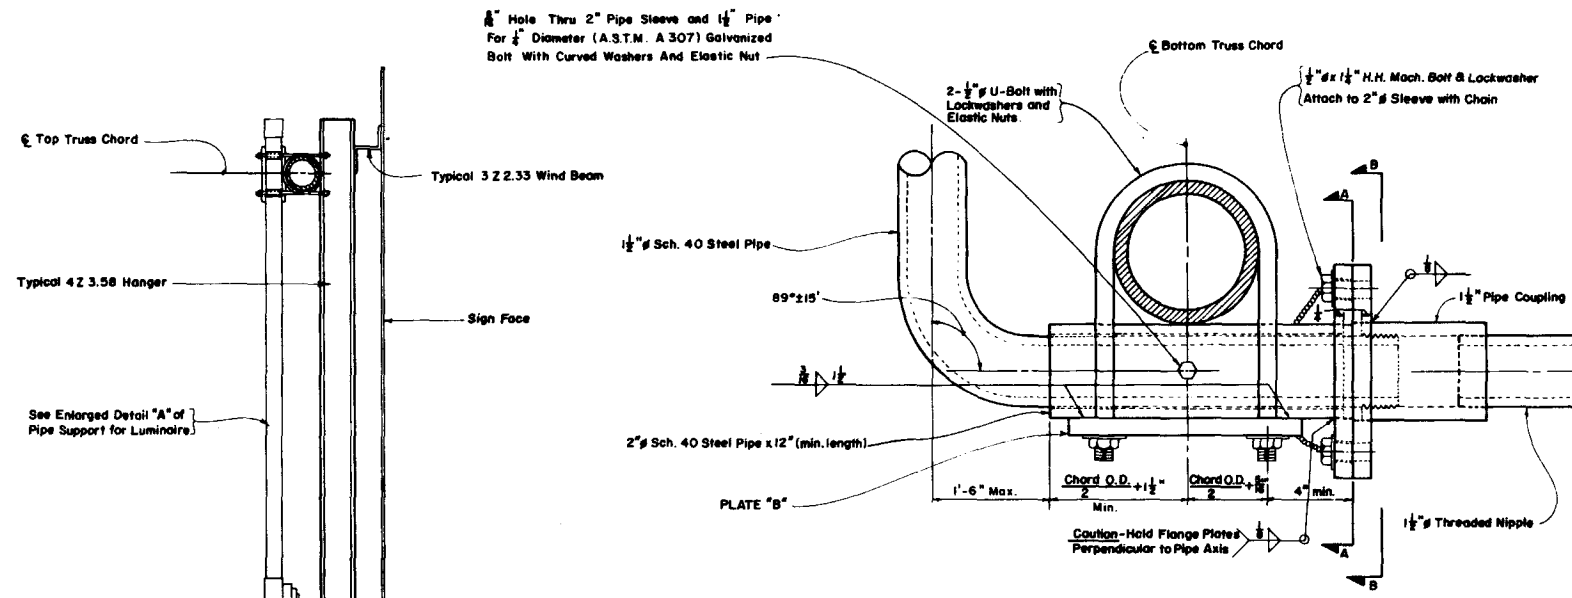 5/16" Hole Thru 2" Pipe Sleeve and 1½" Pipe
For ¼" Diameter (A.S.T.M. A 307) Galvanized
Bolt With Curved Washers And Elastic Nut
℄ Top Truss Chord
Typical 3 Z 2.33 Wind Beam
Typical 4 Z 3.58 Hanger
Sign Face
See Enlarged Detail "A" of
Pipe Support for Luminaire
℄ Bottom Truss Chord
2-½"ø U-Bolt with
Lockwashers and
Elastic Nuts.
½"ø x 1¼" H.H. Mach. Bolt & Lockwasher
Attach to 2"ø Sleeve with Chain
B
A
1½"ø Sch. 40 Steel Pipe
89°±15'
1½" Pipe Coupling
3/16 1½
2"ø Sch. 40 Steel Pipe x 12" (min. length)
PLATE "B"
1'-6" Max.
Chord O.D. + 1½"
2
Min.
Chord O.D. +
2
4" min.
1½"ø Threaded Nipple
Caution-Hold Flange Plates
Perpendicular to Pipe Axis
A
B